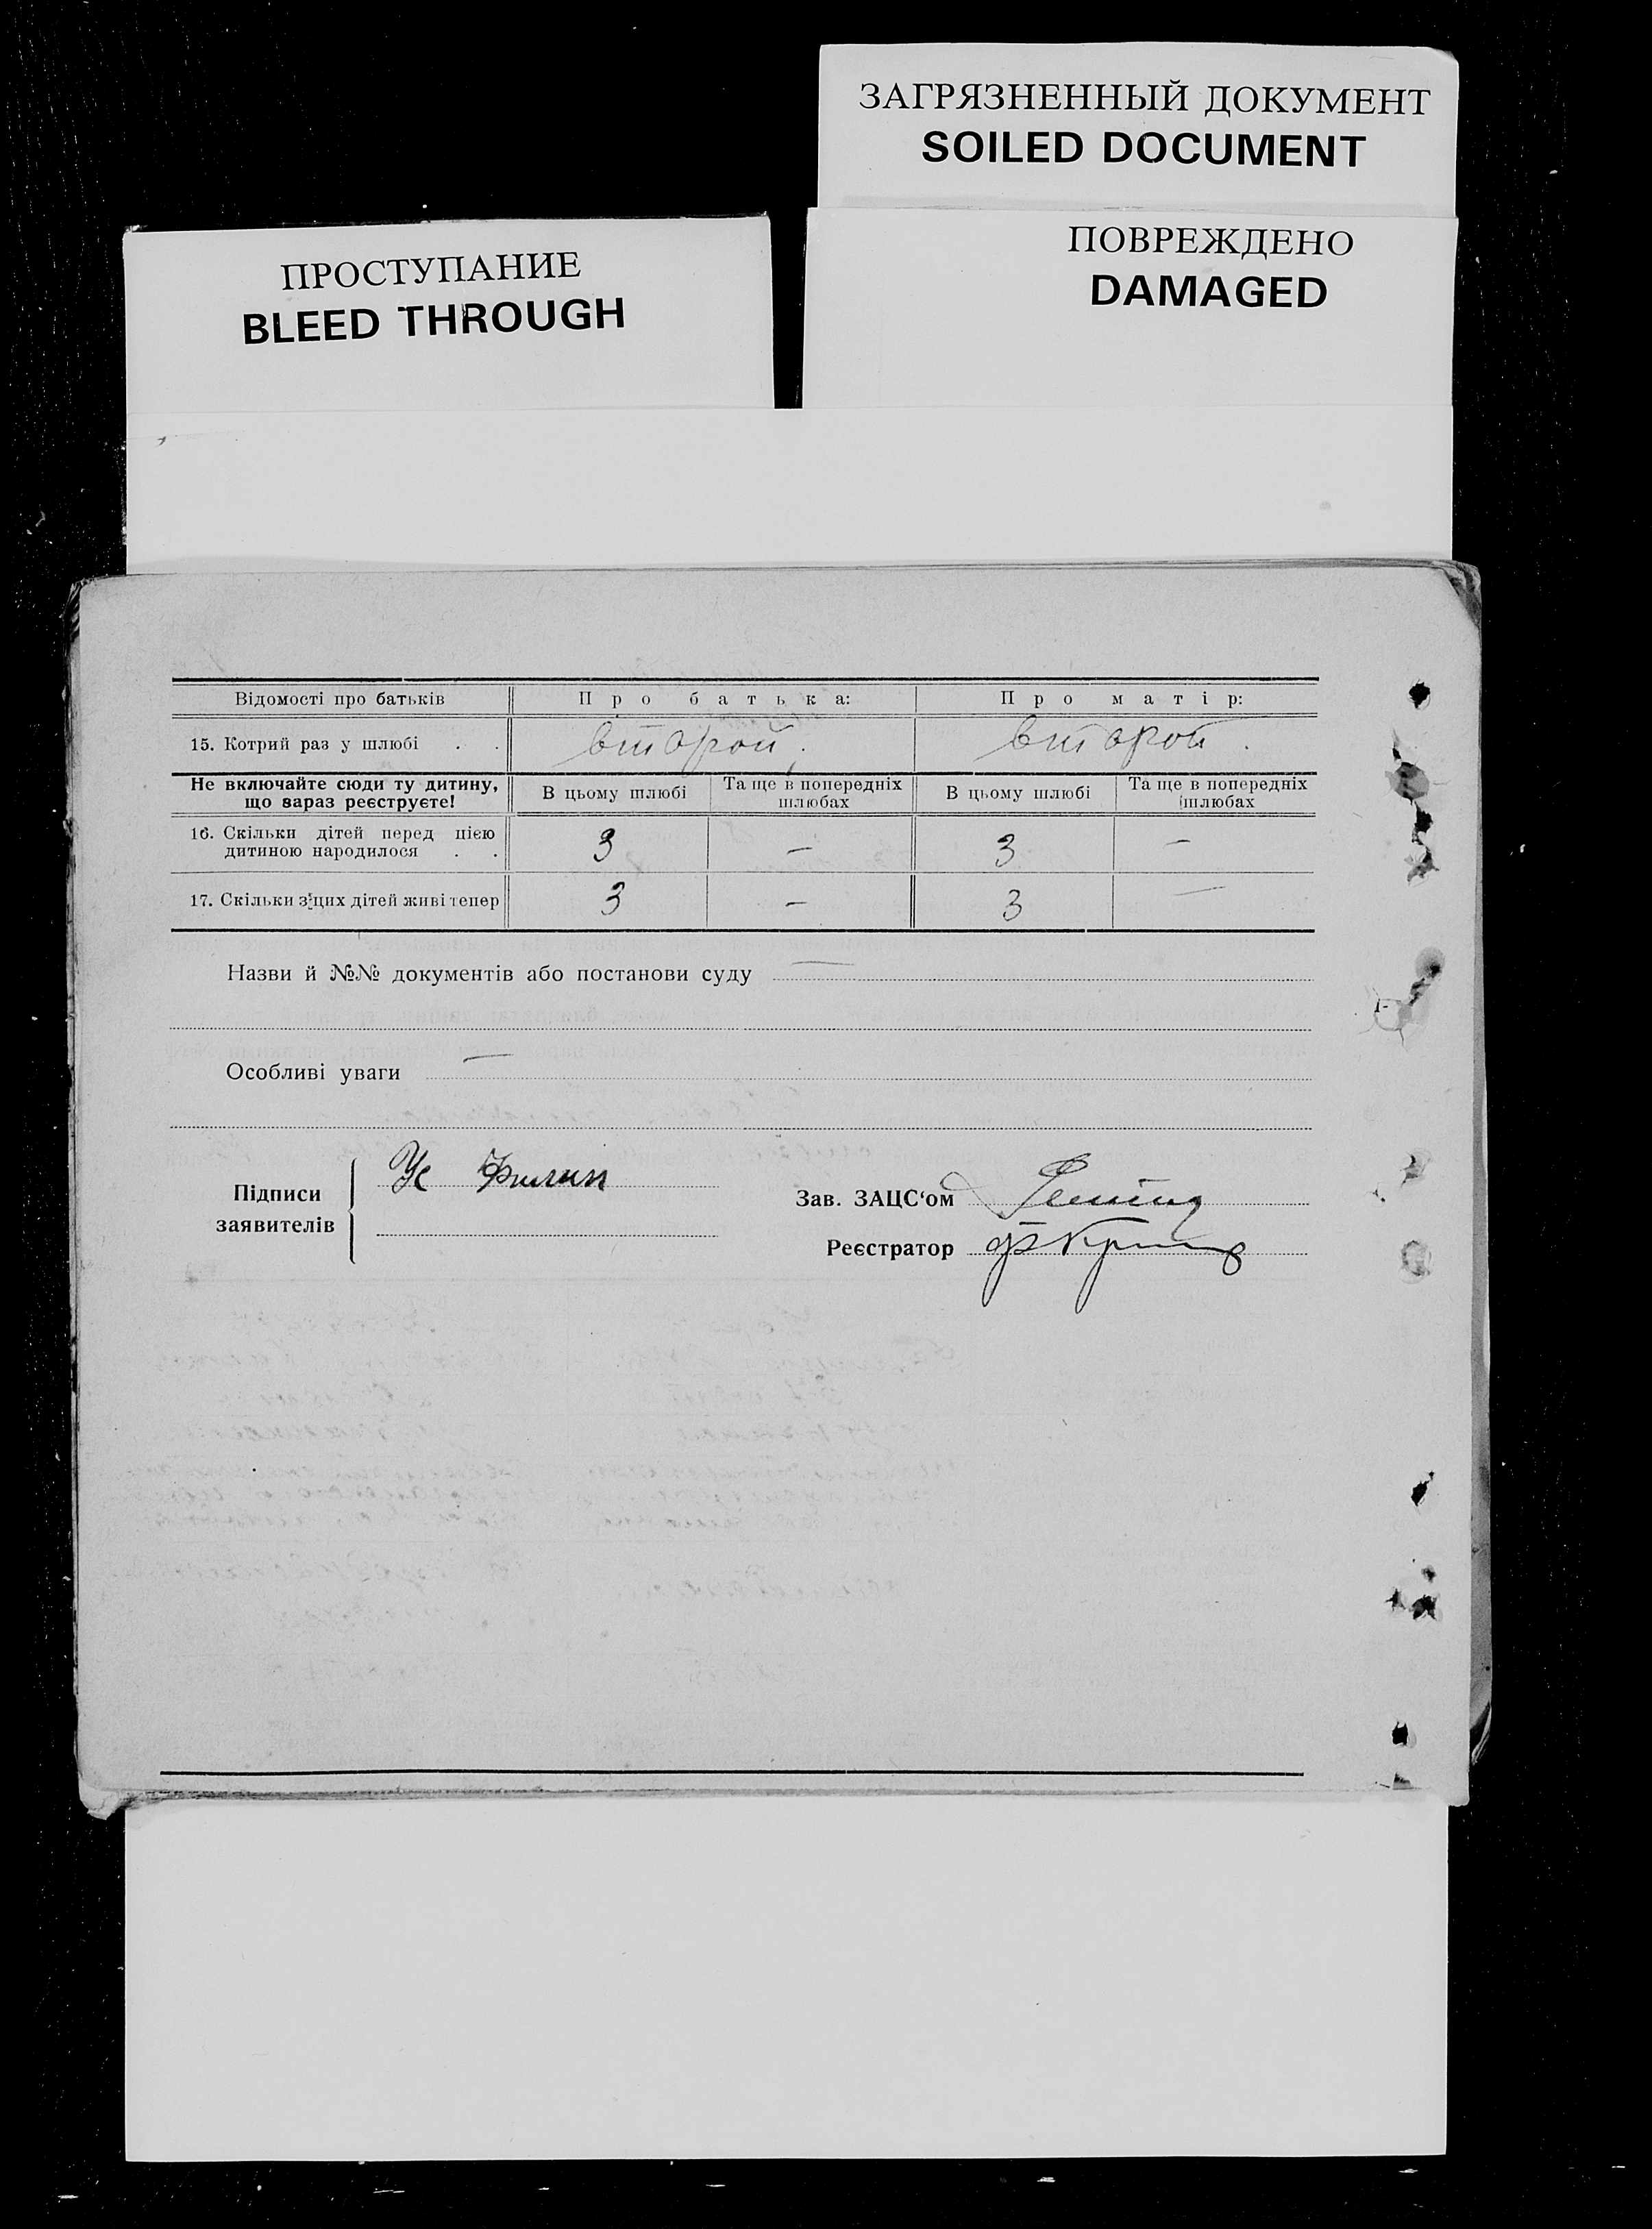 ЗАГРЯЗНЕННЫЙ ДОКУМЕНТ
SOILED DOCUMENT
ПРОСТУПАНИЕ
BLEED THROUGH
ПОВРЕЖДЕНО
DAMAGED
Відомості про батьків Про батька: Про матір:
15. Котрий раз у шлюбі . . второй второй
Не включайте сюди ту дитину, що вараз реєструєте! В цьому шлюбі Та ще в попередніх шлюбах В цьому шлюбі Та ще в попередніх шлюбах
16. Скільки дітей перед цією дитиною народилося . . 3 — 3 —
17. Скільки з цих дітей живі тепер 3 — 3 —
Назви й №№ документів або постанови суду —
Особливі уваги —
Підписи заявителів
Ус Филип
Зав. ЗАЦС‘ом
Реєстратор